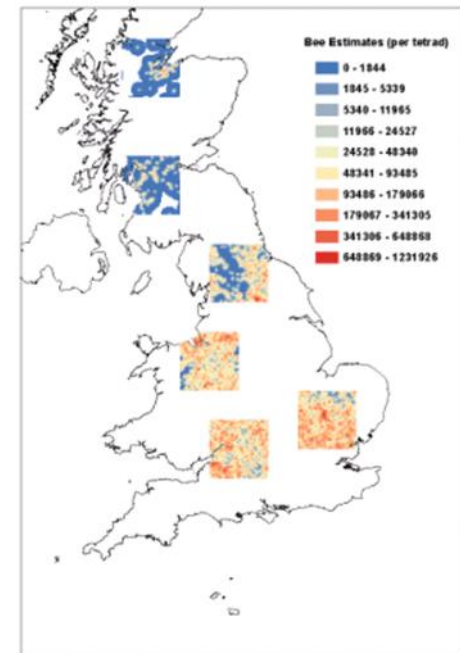 Bee Estimates (per tetrad)
0 - 1844
1845 - 5339
5340 - 11965
11966 - 24527
24528 - 48340
48341 - 93485
93486 - 179066
179067 - 341305
341306 - 648868
648869 - 1231926